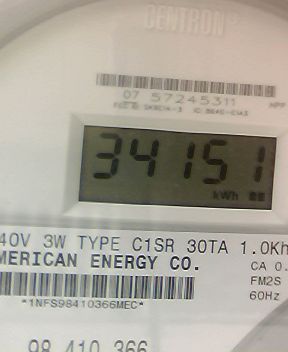 CENTRON®
07 57245311
34151
kWh
40V 3W TYPE C1SR 30TA 1.0Kh
MERICAN ENERGY CO.
CA 0.
FM2S
*1NFS98410366MEC*
60Hz
98 410 366